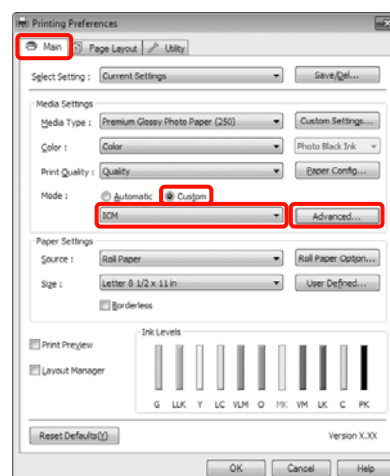 Printing Preferences
Main Page Layout Utility
Select Setting : Current Settings Save/Del...
Media Settings
Media Type : Premium Glossy Photo Paper (250) Custom Settings...
Color : Color Photo Black Ink
Print Quality : Quality Paper Config...
Mode : Automatic Custom
ICM Advanced...
Paper Settings
Source : Roll Paper Roll Paper Option...
Size : Letter 8 1/2 x 11 in User Defined...
Borderless
Print Preview
Layout Manager
Ink Levels
G LLK Y LC VLM O MK VM LK C PK
Reset Defaults(Y) Version X.XX
OK Cancel Help